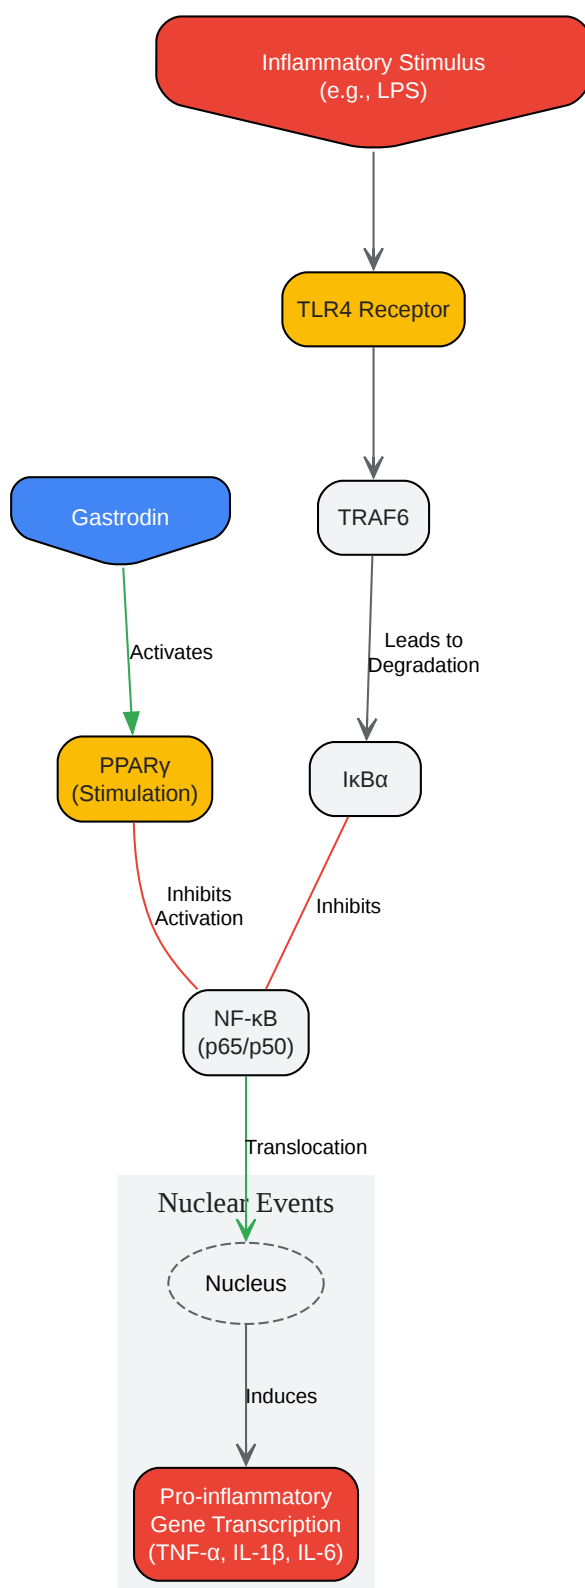 Inflammatory Stimulus
(e.g., LPS)
TLR4 Receptor
Gastrodin
TRAF6
Activates
Leads to
Degradation
PPARγ
(Stimulation)
IκBα
Inhibits
Activation
Inhibits
NF-κB
(p65/p50)
Translocation
Nuclear Events
Nucleus
Induces
Pro-inflammatory
Gene Transcription
(TNF-α, IL-1β, IL-6)